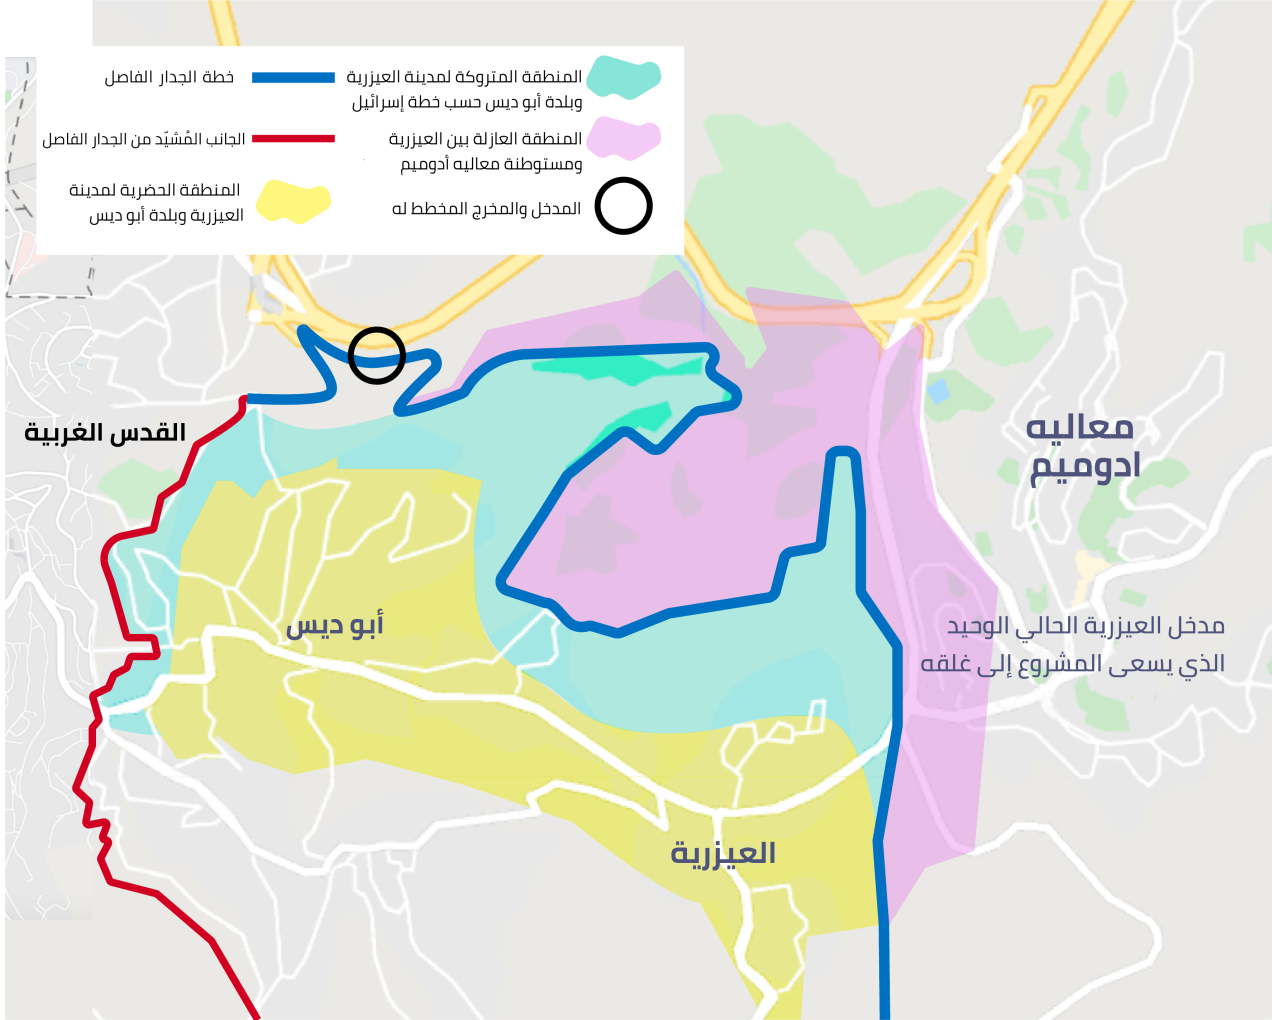 المنطقة المتروكة لمدينة العيزرية
وبلدة أبو ديس حسب خطة إسرائيل
خطة الجدار الفاصل
المنطقة العازلة بين العيزرية
ومستوطنة معاليه أدوميم
الجانب المُشيّد من الجدار الفاصل
المدخل والمخرج المخطط له
المنطقة الحضرية لمدينة
العيزرية وبلدة أبو ديس
القدس الغربية
معاليه
ادوميم
أبو ديس
مدخل العيزرية الحالي الوحيد
الذي يسعى المشروع إلى غلقه
العيزرية